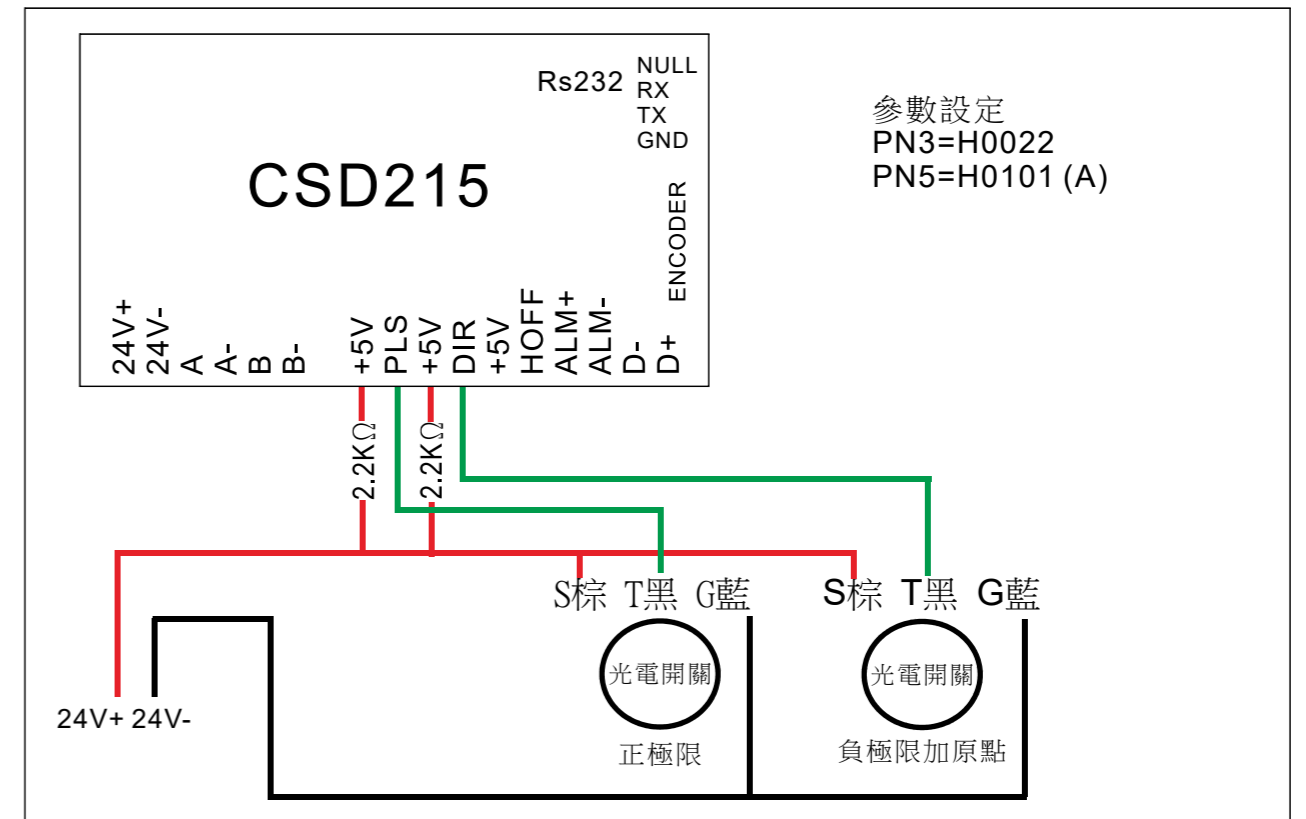 Rs232
NULL
RX
TX
GND
CSD215
ENCODER
24V+
24V-
A
A-
B
B-
+5V
PLS
+5V
DIR
+5V
HOFF
ALM+
ALM-
D-
D+
參數設定
PN3=H0022
PN5=H0101 (A)
2.2KΩ
2.2KΩ
S棕 T黑 G藍
S棕 T黑 G藍
光電開關
光電開關
24V+ 24V-
正極限
負極限加原點